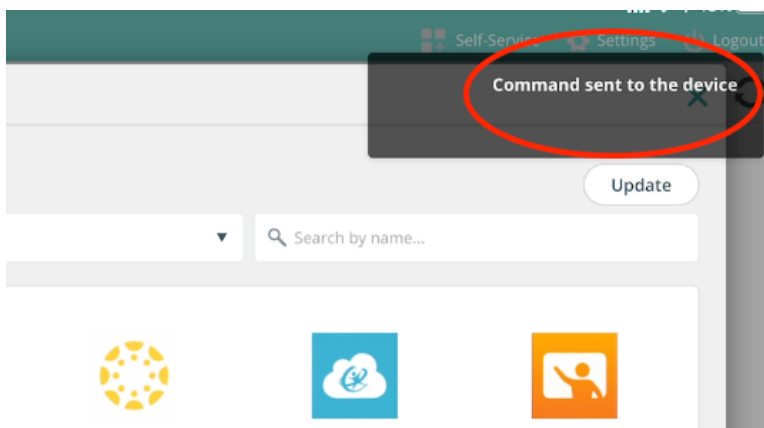 Self-Service Settings Logout
Command sent to the device
Update
Search by name...